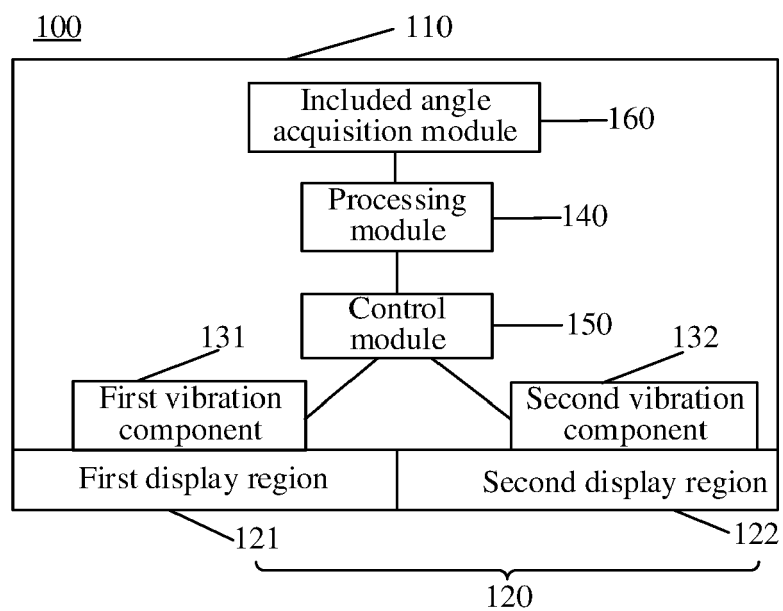 100
110
Included angle
acquisition module
160
Processing
module
140
Control
module
150
131
132
First vibration
component
Second vibration
component
First display region
Second display region
121
122
120